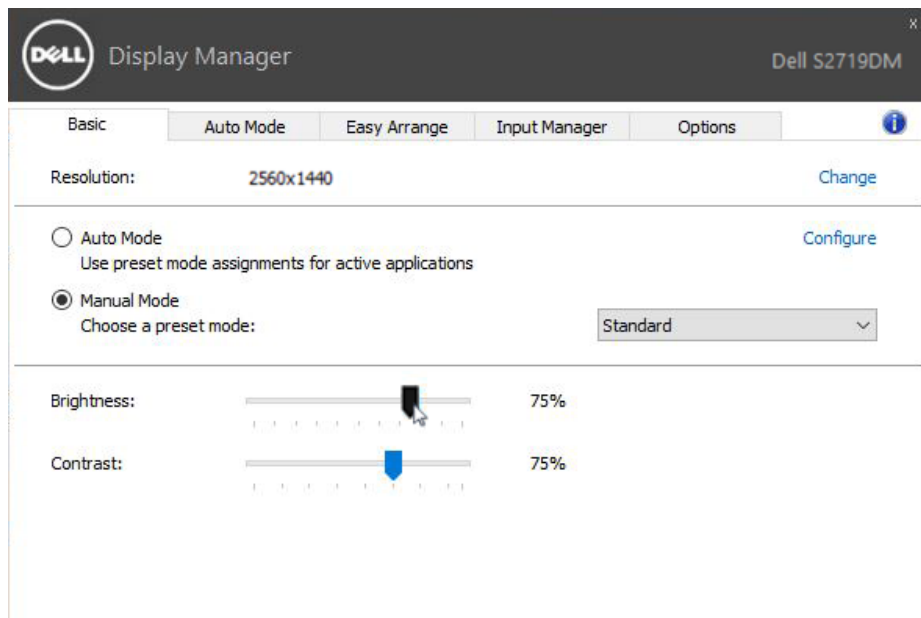 DELL Display Manager
x
Dell S2719DM
Basic Auto Mode Easy Arrange Input Manager Options i
Resolution: 2560x1440 Change
Auto Mode Configure
Use preset mode assignments for active applications
Manual Mode
Choose a preset mode: Standard
Brightness: 75%
Contrast: 75%